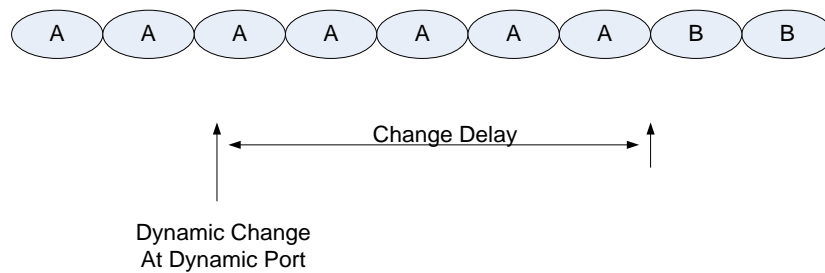 A A A A A A A B B
Change Delay
Dynamic Change
At Dynamic Port